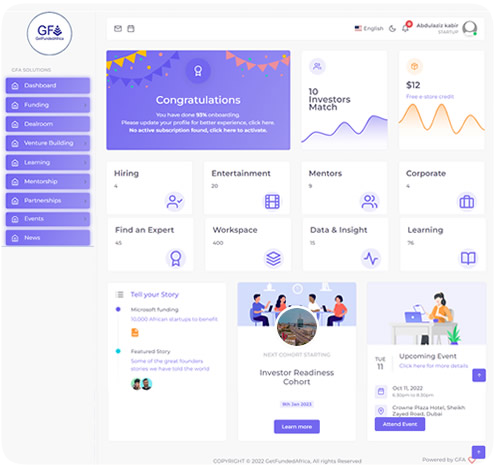 GFA
GetFundedAfrica
English
Abdulaziz kabir
STARTUP
GFA SOLUTIONS
Dashboard
Funding
Dealroom
Venture Building
Learning
Mentorship
Partnerships
Events
News
Congratulations
You have done 93% onboarding.
Please update your profile for better experience, click here.
No active subscription found, click here to activate.
10
Investors
Match
$12
Free e-store credit
Hiring
4
Entertainment
20
Mentors
9
Corporate
4
Find an Expert
45
Workspace
400
Data & Insight
15
Learning
76
Tell your Story
Microsoft funding
10,000 African startups to benefit
Featured Story
Some of the great founders
stories we have told the world
NEXT COHORT STARTING
Investor Readiness
Cohort
9th Jan 2023
Learn more
TUE
11
Upcoming Event
Click here for more details
Oct 11, 2022
Crowne Plaza Hotel, Sheikh
Zayed Road, Dubai
Attend Event
COPYRIGHT © 2022 GetFundedAfrica, All rights Reserved
Powered by GFA